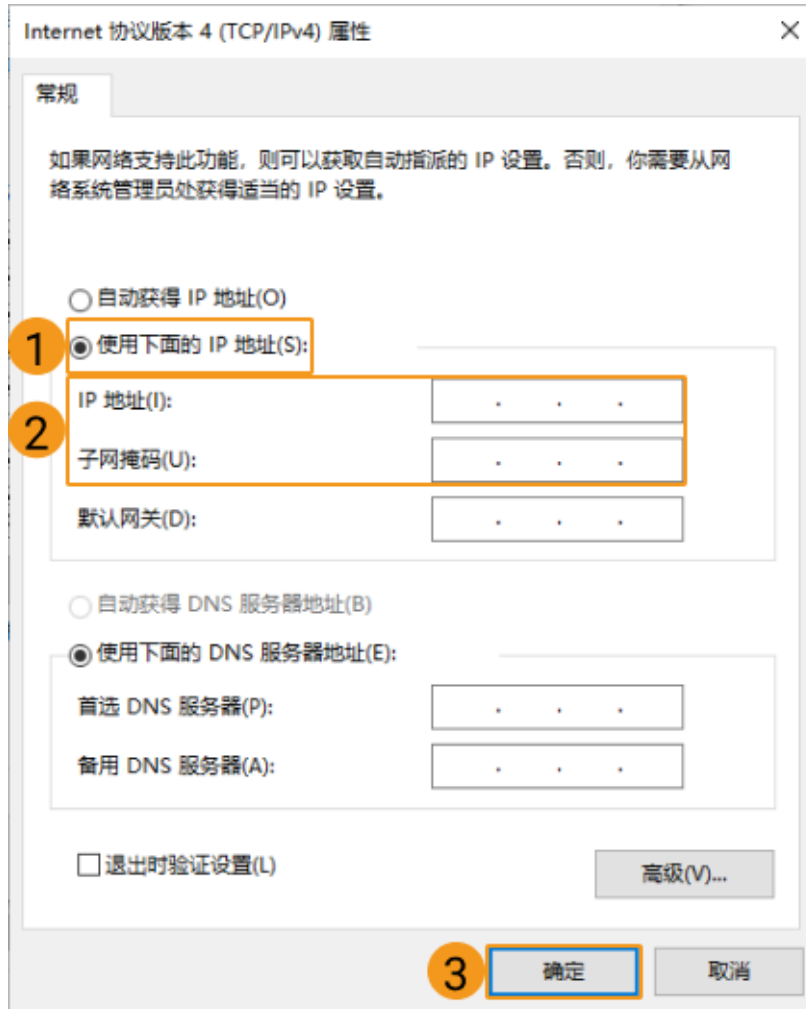 Internet 协议版本 4 (TCP/IPv4) 属性
常规
如果网络支持此功能，则可以获取自动指派的 IP 设置。否则，你需要从网
络系统管理员处获得适当的 IP 设置。
自动获得 IP 地址(O)
1 使用下面的 IP 地址(S):
2
IP 地址(I): . . .
子网掩码(U): . . .
默认网关(D): . . .
自动获得 DNS 服务器地址(B)
使用下面的 DNS 服务器地址(E):
首选 DNS 服务器(P): . . .
备用 DNS 服务器(A): . . .
退出时验证设置(L)
高级(V)...
3 确定 取消